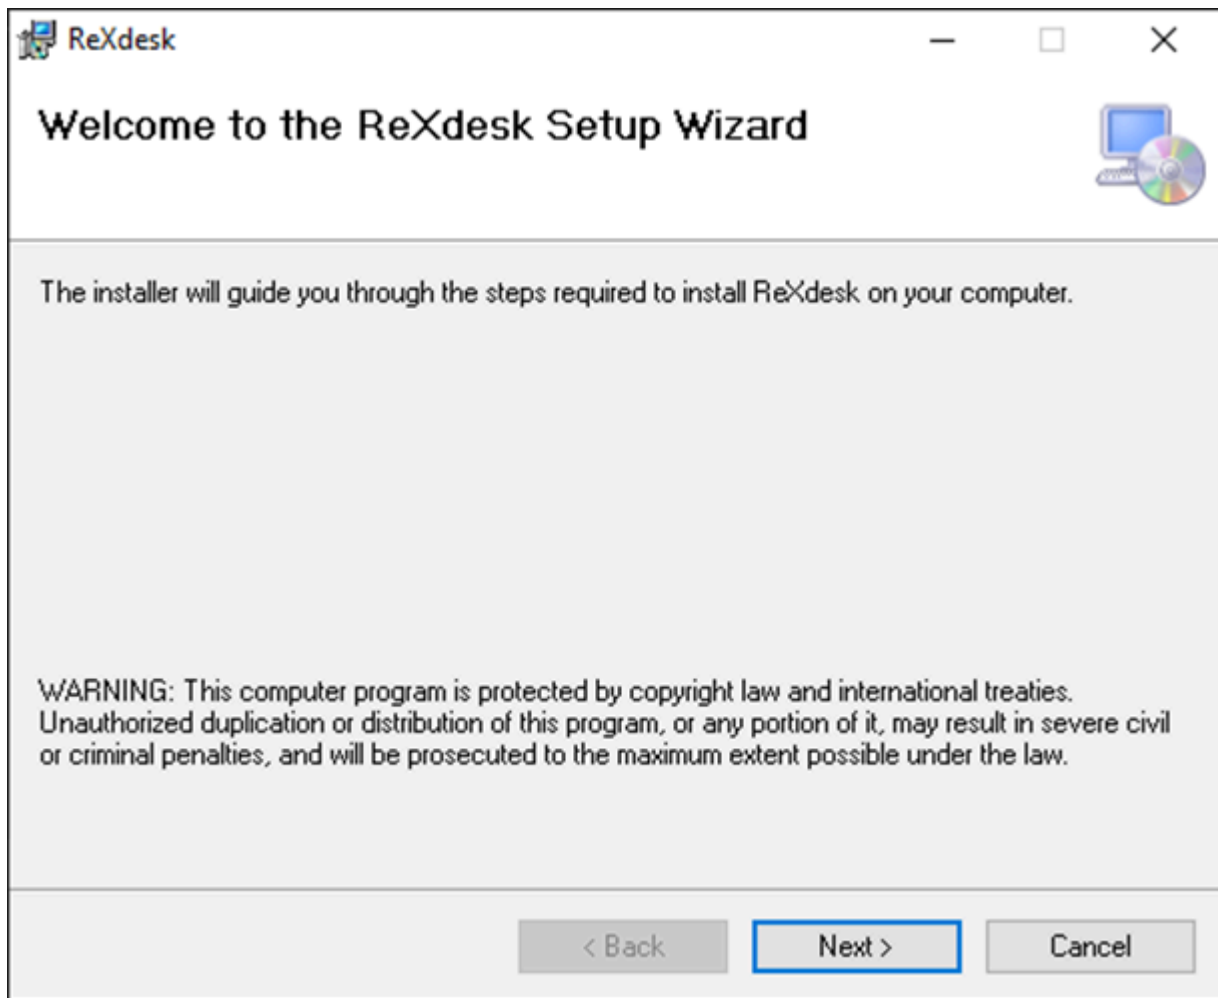 ReXdesk
Welcome to the ReXdesk Setup Wizard
The installer will guide you through the steps required to install ReXdesk on your computer.
WARNING: This computer program is protected by copyright law and international treaties.
Unauthorized duplication or distribution of this program, or any portion of it, may result in severe civil
or criminal penalties, and will be prosecuted to the maximum extent possible under the law.
< Back
Next >
Cancel